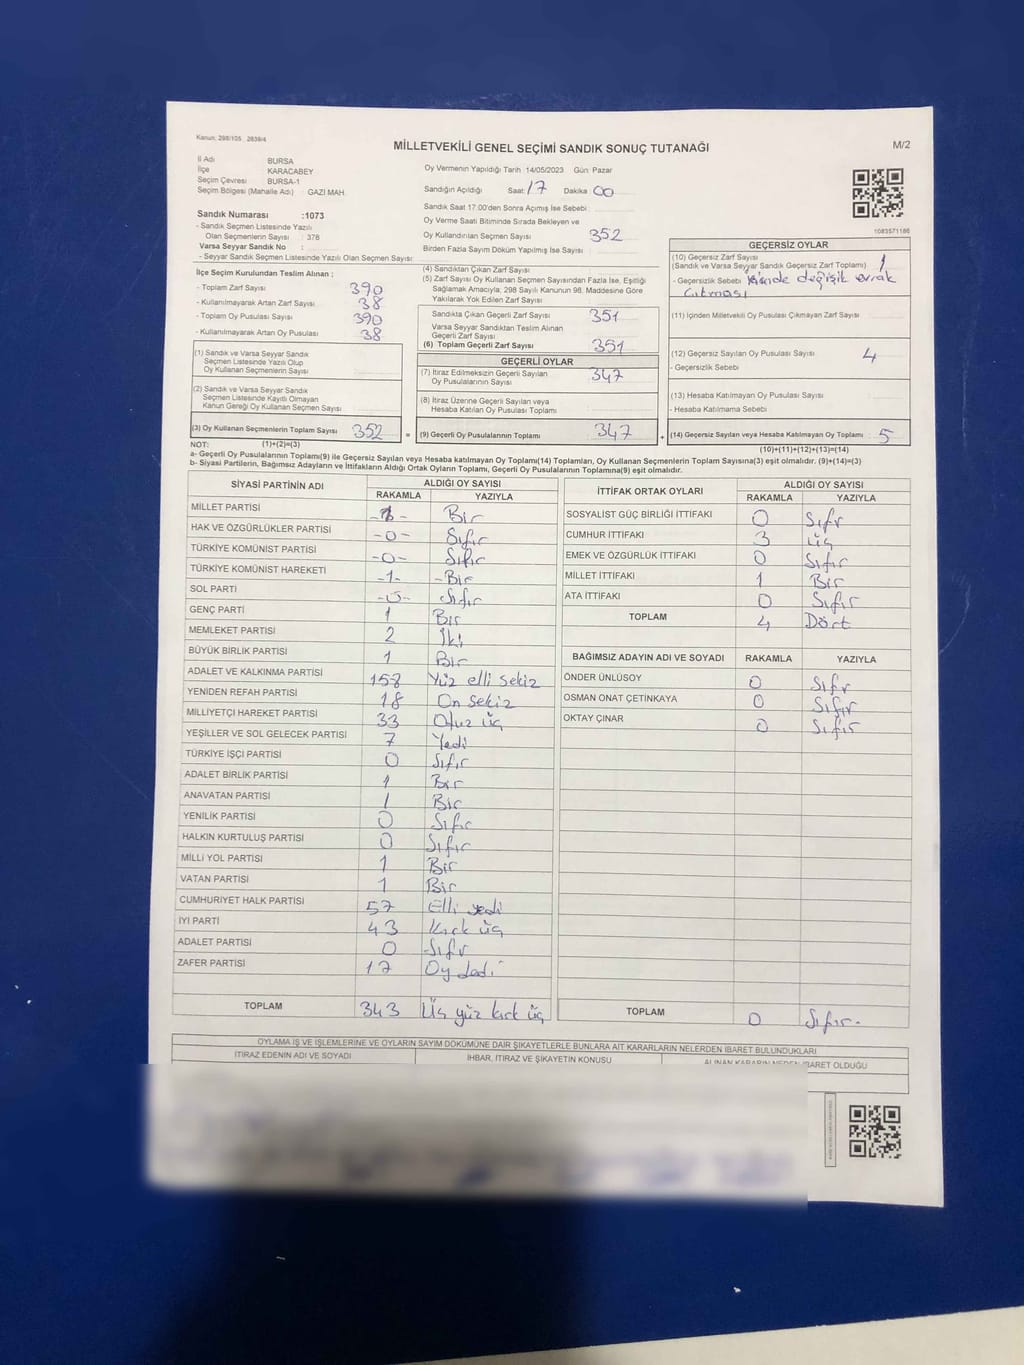 Kanun: 298/105 2839/4
MİLLETVEKİLİ GENEL SEÇİMİ SANDIK SONUÇ TUTANAĞI
M/2
İl Adı BURSA
İlçe KARACABEY
Seçim Çevresi BURSA-1
Seçim Bölgesi (Mahalle Adı) GAZİ MAH.
Sandık Numarası :1073
- Sandık Seçmen Listesinde Yazılı
Olan Seçmenlerin Sayısı : 378
Varsa Seyyar Sandık No :
- Seyyar Sandık Seçmen Listesinde Yazılı Olan Seçmen Sayısı:
Oy Vermenin Yapıldığı Tarih :14/05/2023 Gün: Pazar
Sandığın Açıldığı Saat: 17 Dakika 00
Sandık Saat 17:00'den Sonra Açılmış İse Sebebi :
Oy Verme Saati Bitiminde Sırada Bekleyen ve
Oy Kullandırılan Seçmen Sayısı : 352
Birden Fazla Sayım Döküm Yapılmış İse Sayısı :
1083571186
İlçe Seçim Kurulundan Teslim Alınan :
- Toplam Zarf Sayısı : 390
- Kullanılmayarak Artan Zarf Sayısı : 38
- Toplam Oy Pusulası Sayısı : 390
- Kullanılmayarak Artan Oy Pusulası : 38
(1) Sandık ve Varsa Seyyar Sandık
Seçmen Listesinde Yazılı Olup
Oy Kullanan Seçmenlerin Sayısı :
(2) Sandık ve Varsa Seyyar Sandık
Seçmen Listesinde Kayıtlı Olmayan
Kanun Gereği Oy Kullanan Seçmen Sayısı :
(3) Oy Kullanan Seçmenlerin Toplam Sayısı 352
(4) Sandıktan Çıkan Zarf Sayısı :
(5) Zarf Sayısı Oy Kullanan Seçmen Sayısından Fazla İse, Eşitliği
Sağlamak Amacıyla; 298 Sayılı Kanunun 98. Maddesine Göre
Yakılarak Yok Edilen Zarf Sayısı :
Sandıkta Çıkan Geçerli Zarf Sayısı : 351
Varsa Seyyar Sandıktan Teslim Alınan
Geçerli Zarf Sayısı :
(6) Toplam Geçerli Zarf Sayısı : 351
GEÇERLİ OYLAR
(7) İtiraz Edilmeksizin Geçerli Sayılan
Oy Pusulalarının Sayısı : 347
(8) İtiraz Üzerine Geçerli Sayılan veya
Hesaba Katılan Oy Pusulası Toplamı :
= (9) Geçerli Oy Pusulalarının Toplamı : 347 +
GEÇERSİZ OYLAR
(10) Geçersiz Zarf Sayısı
(Sandık ve Varsa Seyyar Sandık Geçersiz Zarf Toplamı) 1
- Geçersizlik Sebebi : içinde değişik evrak
çıkması
(11) İçinden Milletvekili Oy Pusulası Çıkmayan Zarf Sayısı :
(12) Geçersiz Sayılan Oy Pusulası Sayısı : 4
- Geçersizlik Sebebi :
(13) Hesaba Katılmayan Oy Pusulası Sayısı :
- Hesaba Katılmama Sebebi :
(14) Geçersiz Sayılan veya Hesaba Katılmayan Oy Toplamı : 5
NOT: (1)+(2)=(3)
(10)+(11)+(12)+(13)=(14)
a- Geçerli Oy Pusulalarının Toplamı(9) ile Geçersiz Sayılan veya Hesaba katılmayan Oy Toplamı(14) Toplamları, Oy Kullanan Seçmenlerin Toplam Sayısına(3) eşit olmalıdır. (9)+(14)=(3)
b- Siyasi Partilerin, Bağımsız Adayların ve İttifakların Aldığı Ortak Oyların Toplamı, Geçerli Oy Pusulalarının Toplamına(9) eşit olmalıdır.
SİYASİ PARTİNİN ADI ALDIĞI OY SAYISI
RAKAMLA YAZIYLA
MİLLET PARTİSİ -1- Bir
HAK VE ÖZGÜRLÜKLER PARTİSİ -0- Sıfır
TÜRKİYE KOMÜNİST PARTİSİ -0- Sıfır
TÜRKİYE KOMÜNİST HAREKETİ -1- -Bir
SOL PARTİ -0- Sıfır
GENÇ PARTİ 1 Bir
MEMLEKET PARTİSİ 2 İki
BÜYÜK BİRLİK PARTİSİ 1 Bir
ADALET VE KALKINMA PARTİSİ 158 Yüz elli sekiz
YENİDEN REFAH PARTİSİ 18 On sekiz
MİLLİYETÇİ HAREKET PARTİSİ 33 Otuz üç
YEŞİLLER VE SOL GELECEK PARTİSİ 7 Yedi
TÜRKİYE İŞÇİ PARTİSİ 0 Sıfır
ADALET BİRLİK PARTİSİ 1 Bir
ANAVATAN PARTİSİ 1 Bir
YENİLİK PARTİSİ 0 Sıfır
HALKIN KURTULUŞ PARTİSİ 0 Sıfır
MİLLİ YOL PARTİSİ 1 Bir
VATAN PARTİSİ 1 Bir
CUMHURİYET HALK PARTİSİ 57 Elli yedi
İYİ PARTİ 43 Kırk üç
ADALET PARTİSİ 0 Sıfr
ZAFER PARTİSİ 17
TOPLAM 343 Üç yüz kırk üç
İTTİFAK ORTAK OYLARI ALDIĞI OY SAYISI
RAKAMLA YAZIYLA
SOSYALİST GÜÇ BİRLİĞİ İTTİFAKI 0 Sıfr
CUMHUR İTTİFAKI 3 üç
EMEK VE ÖZGÜRLÜK İTTİFAKI 0 Sıfır
MİLLET İTTİFAKI 1 Bir
ATA İTTİFAKI 0 Sıfır
TOPLAM 4 Dört
BAĞIMSIZ ADAYIN ADI VE SOYADI RAKAMLA YAZIYLA
ÖNDER ÜNLÜSOY 0 Sıfr
OSMAN ONAT ÇETİNKAYA 0 Sıfır
OKTAY ÇINAR 0 Sıfır
TOPLAM 0 Sıfır.
OYLAMA İŞ VE İŞLEMLERİNE VE OYLARIN SAYIM DÖKÜMÜNE DAİR ŞİKAYETLERLE BUNLARA AİT KARARLARIN NELERDEN İBARET BULUNDUKLARI
İTİRAZ EDENİN ADI VE SOYADI İHBAR, İTİRAZ VE ŞİKAYETİN KONUSU ALINAN KARARIN NEDEN İBARET OLDUĞU